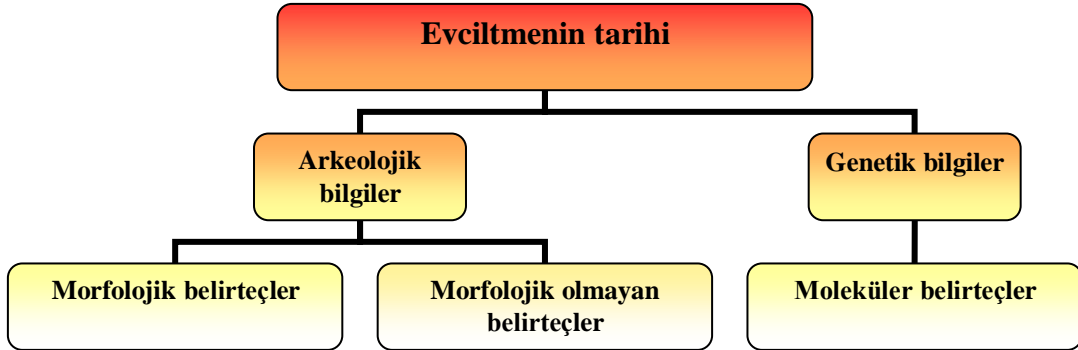 Evciltmenin tarihi
Arkeolojik
bilgiler
Genetik bilgiler
Morfolojik belirteçler
Morfolojik olmayan
belirteçler
Moleküler belirteçler